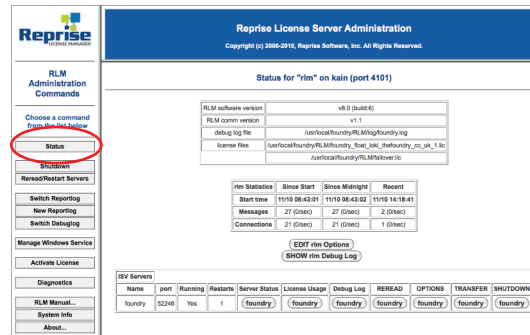 Reprise
LICENSE MANAGER
Reprise License Server Administration
Copyright (c) 2006-2010, Reprise Software, Inc. All Rights Reserved.
RLM
Administration
Commands
Choose a command
from the list below
Status
Shutdown
Reread/Restart Servers
Switch Reportlog
New Reportlog
Switch Debuglog
Manage Windows Service
Activate License
Diagnostics
RLM Manual...
System Info
About...
Status for "rlm" on kain (port 4101)
RLM software version v8.0 (build:6)
RLM comm version v1.1
debug log file /usr/local/foundry/RLM/log/foundry.log
license files /usr/local/foundry/RLM/foundry_float_loki_thefoundry_co_uk_1.lic
/usr/local/foundry/RLM/failover.lic
rlm Statistics Since Start Since Midnight Recent
Start time 11/10 08:43:01 11/10 08:43:02 11/10 14:18:41
Messages 27 (0/sec) 27 (0/sec) 2 (0/sec)
Connections 21 (0/sec) 21 (0/sec) 1 (0/sec)
EDIT rlm Options
SHOW rlm Debug Log
ISV Servers
Name port Running Restarts Server Status License Usage Debug Log REREAD OPTIONS TRANSFER SHUTDOWN
foundry 52246 Yes 1 foundry foundry foundry foundry foundry foundry foundry